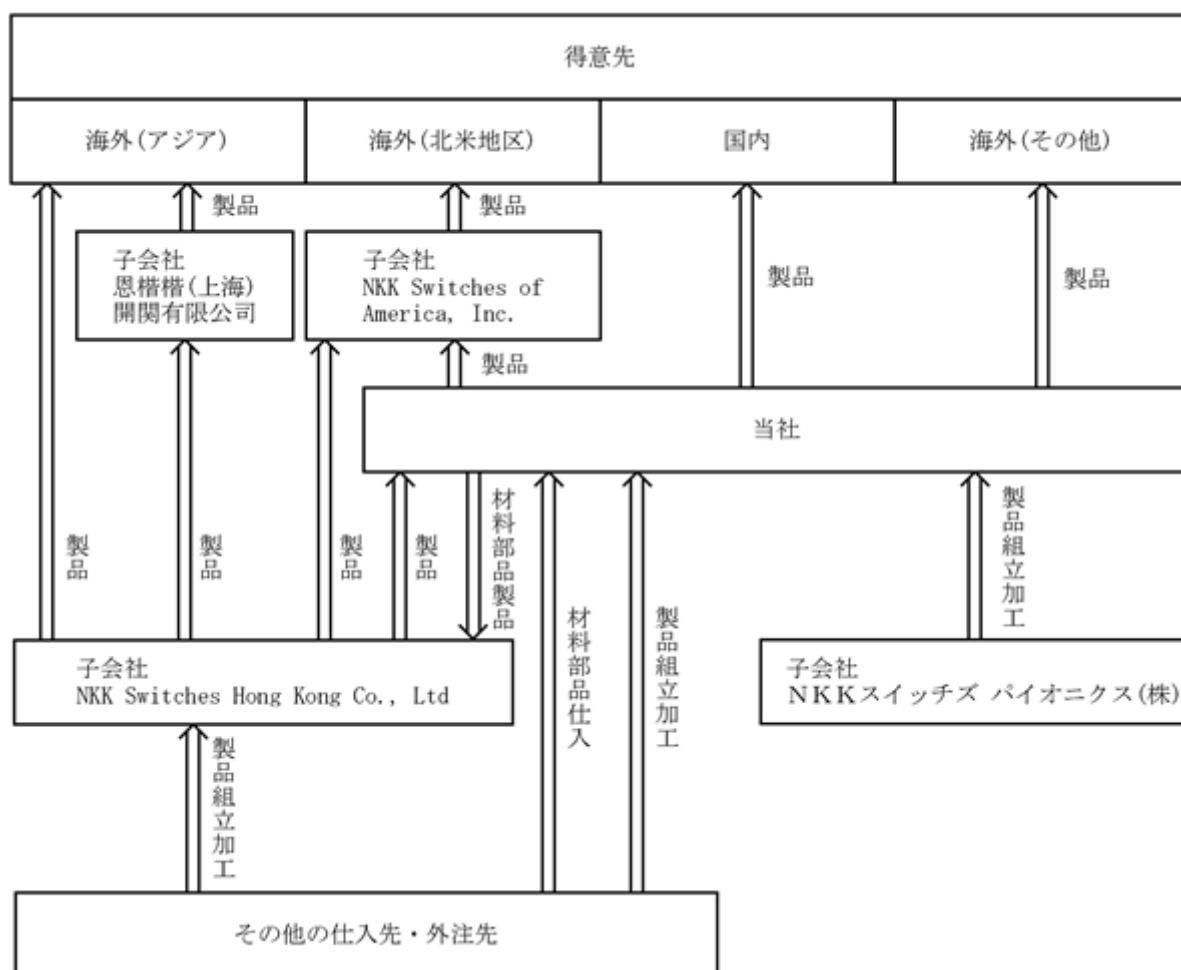 得意先
海外(アジア)
海外(北米地区)
国内
海外(その他)
製品
製品
子会社
恩楷楷(上海)
開関有限公司
子会社
NKK Switches of
America, Inc.
製品
製品
製品
当社
製品
製品
製品
製品
材料部品製品
材料部品仕入
製品組立加工
製品組立加工
子会社
NKK Switches Hong Kong Co., Ltd
子会社
NKKスイッチズ パイオニクス(株)
製品組立加工
その他の仕入先・外注先